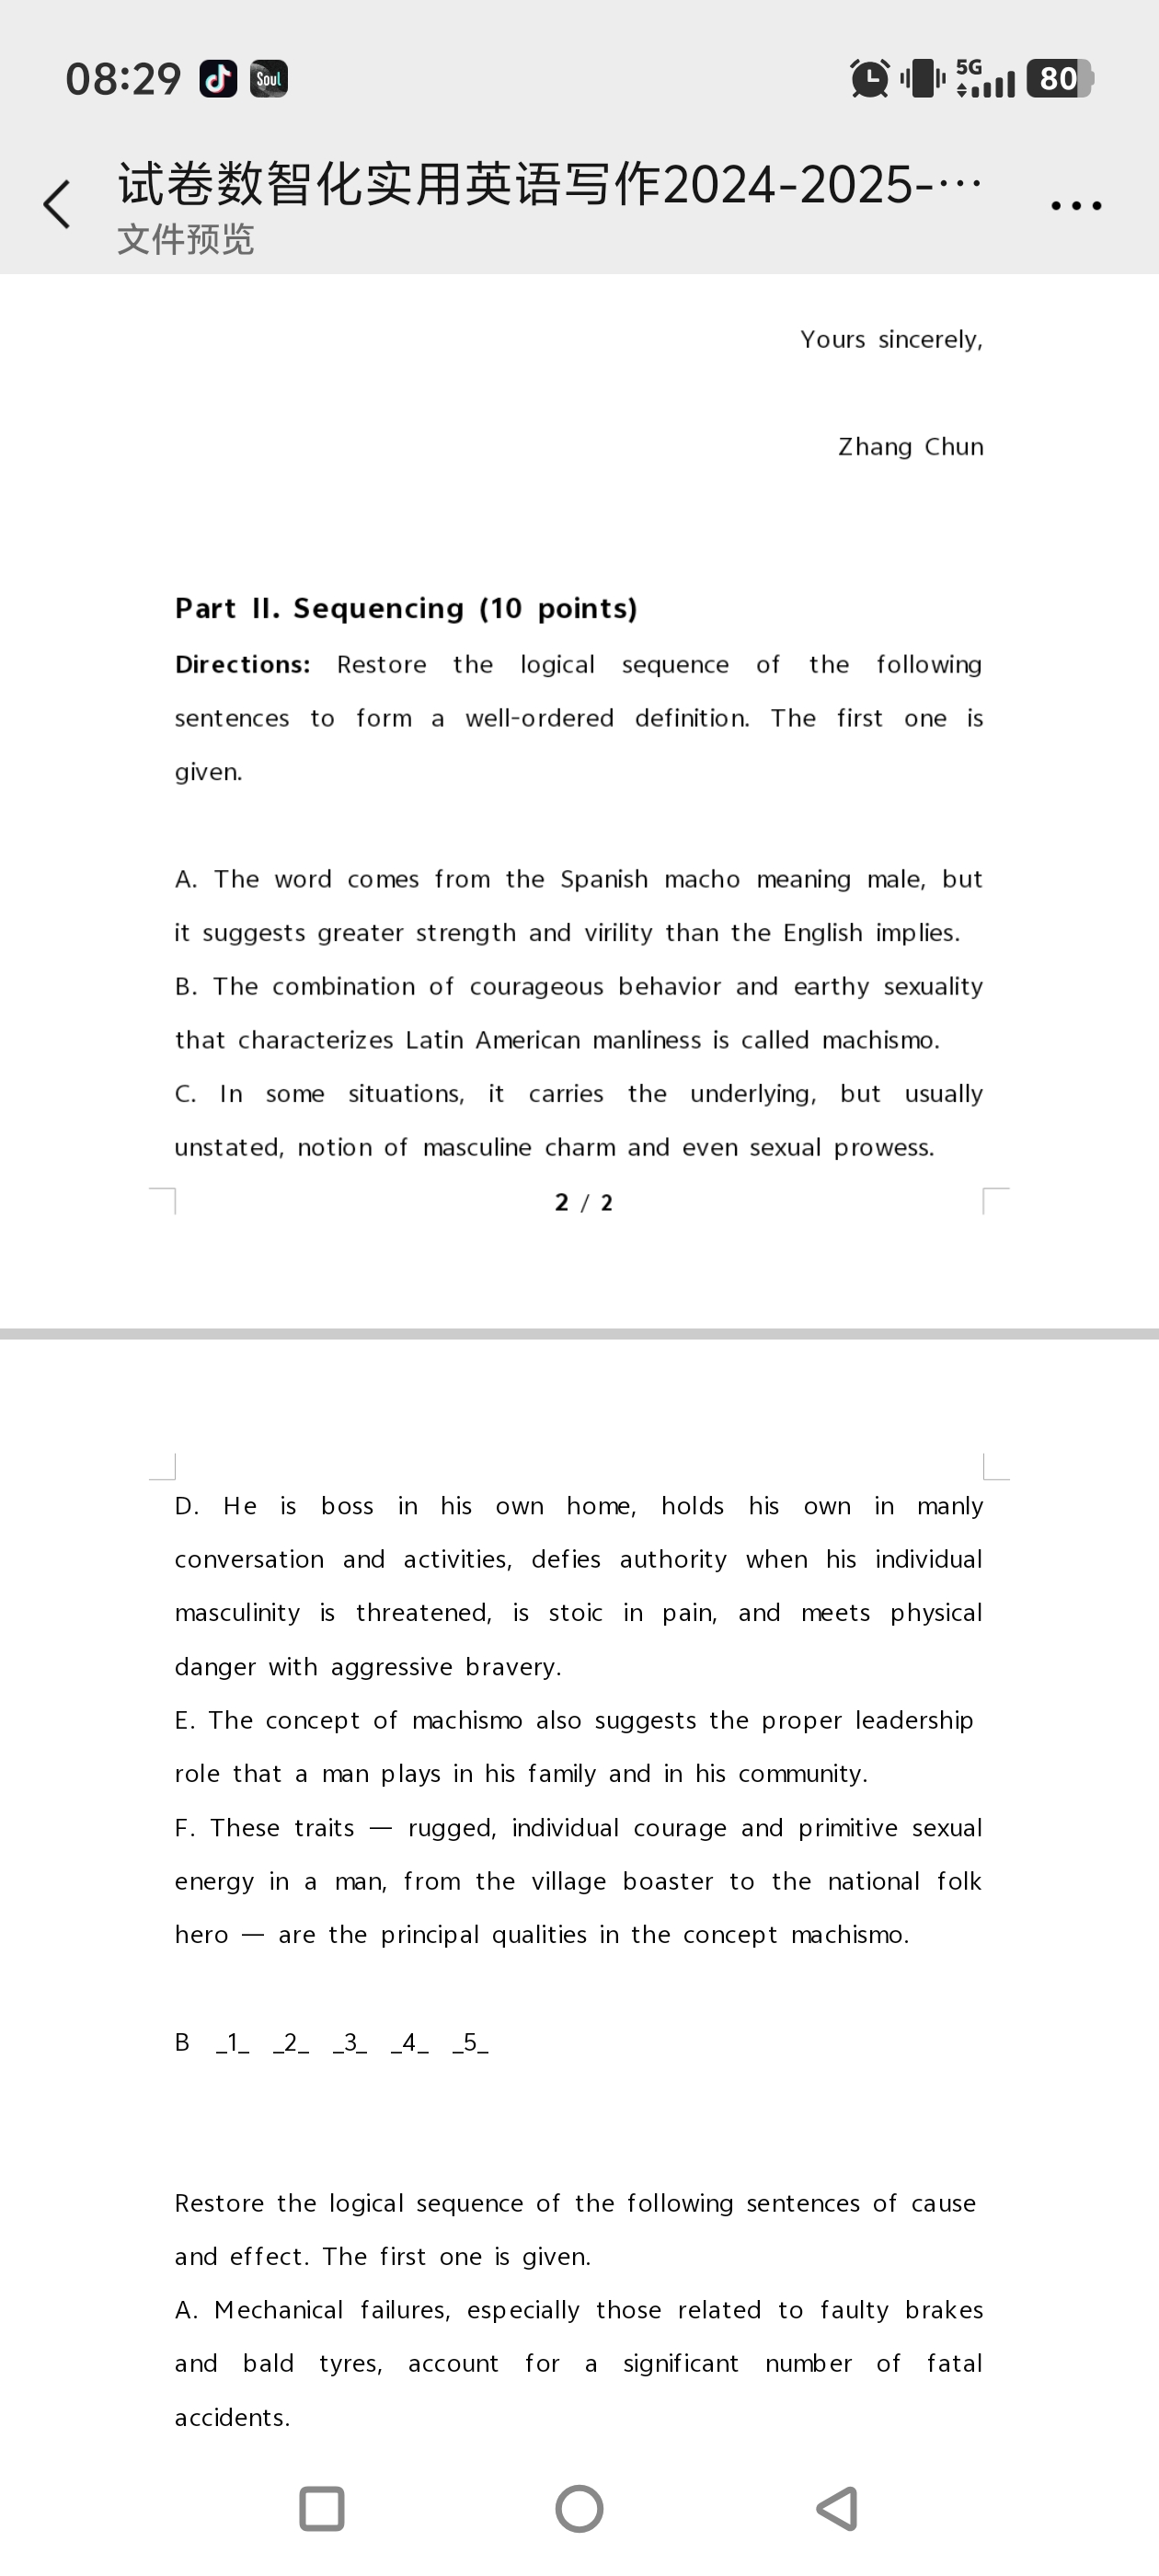 08:29
Soul
5G
80
试卷数智化实用英语写作2024-2025-…
文件预览
Yours sincerely,
Zhang Chun
Part II. Sequencing (10 points)
Directions: Restore the logical sequence of the following
sentences to form a well-ordered definition. The first one is
given.
A. The word comes from the Spanish macho meaning male, but
it suggests greater strength and virility than the English implies.
B. The combination of courageous behavior and earthy sexuality
that characterizes Latin American manliness is called machismo.
C. In some situations, it carries the underlying, but usually
unstated, notion of masculine charm and even sexual prowess.
2 / 2
D. He is boss in his own home, holds his own in manly
conversation and activities, defies authority when his individual
masculinity is threatened, is stoic in pain, and meets physical
danger with aggressive bravery.
E. The concept of machismo also suggests the proper leadership
role that a man plays in his family and in his community.
F. These traits — rugged, individual courage and primitive sexual
energy in a man, from the village boaster to the national folk
hero — are the principal qualities in the concept machismo.
B _1_ _2_ _3_ _4_ _5_
Restore the logical sequence of the following sentences of cause
and effect. The first one is given.
A. Mechanical failures, especially those related to faulty brakes
and bald tyres, account for a significant number of fatal
accidents.